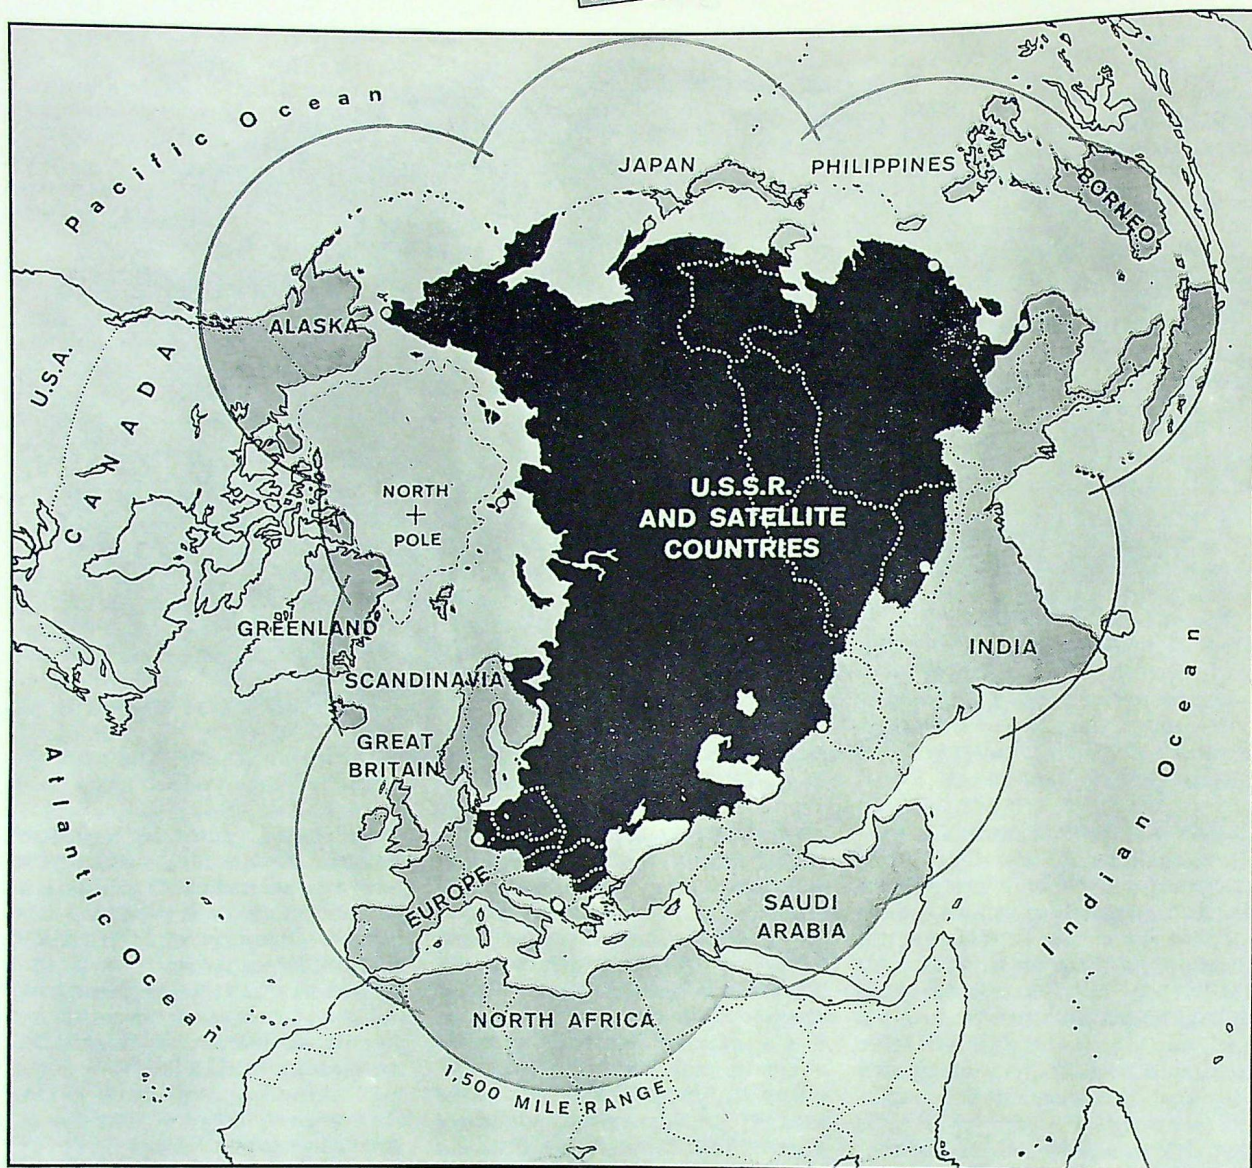 Pacific Ocean
JAPAN
PHILIPPINES
BORNEO
ALASKA
U.S.A.
CANADA
NORTH
POLE
U.S.S.R.
AND SATELLITE
COUNTRIES
GREENLAND
INDIA
SCANDINAVIA
GREAT
BRITAIN
Atlantic Ocean
Indian Ocean
EUROPE
SAUDI
ARABIA
NORTH AFRICA
1,500 MILE RANGE